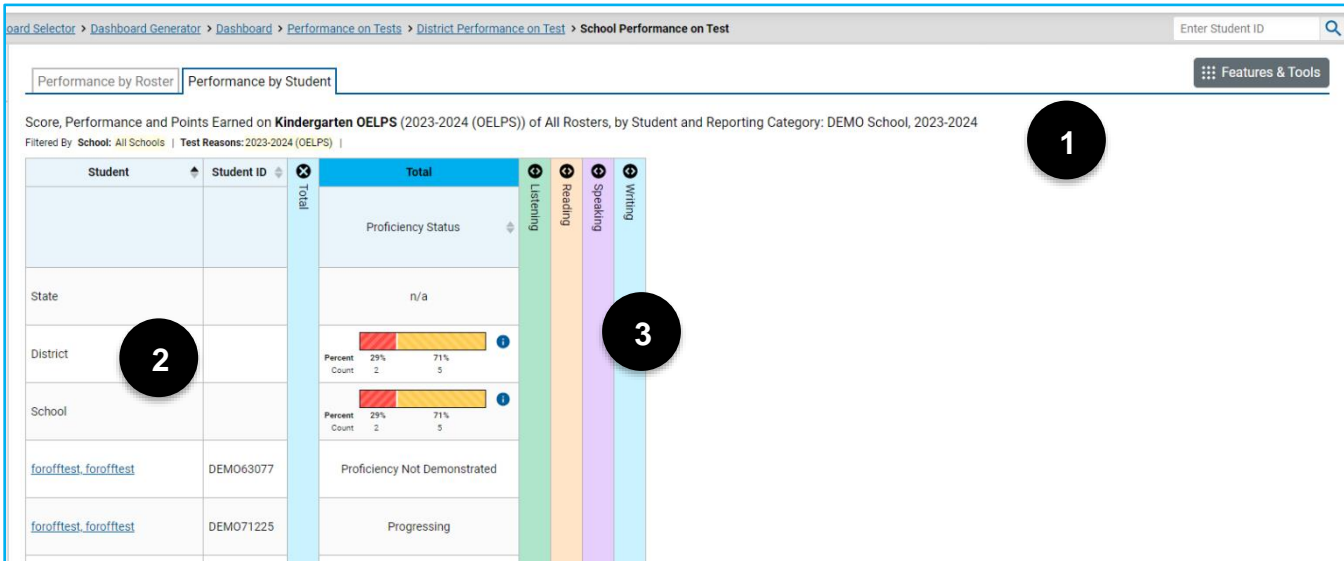 oard Selector > Dashboard Generator > Dashboard > Performance on Tests > District Performance on Test > School Performance on Test
Enter Student ID
Performance by Roster
Performance by Student
Features & Tools
Score, Performance and Points Earned on Kindergarten OELPS (2023-2024 (OELPS)) of All Rosters, by Student and Reporting Category: DEMO School, 2023-2024
Filtered By School: All Schools | Test Reasons: 2023-2024 (OELPS) |
1
Student
Student ID
Total
Total
Listening
Reading
Speaking
Writing
Proficiency Status
State
n/a
District
Percent 29% 71%
Count 2 5
2
3
School
Percent 29% 71%
Count 2 5
forofftest, forofftest
DEMO63077
Proficiency Not Demonstrated
forofftest, forofftest
DEMO71225
Progressing